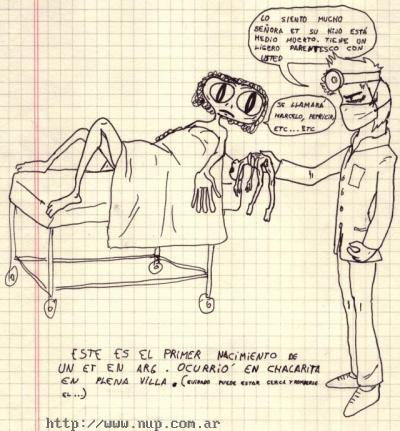 LO SIENTO MUCHO
SEÑORA ET SU HIJO ESTÁ
MEDIO MUERTO. TIENE UN
LIGERO PARENTESCO CON
USTED
SE LLAMARÁ
MARCELO, PATRICIO,
ETC... ETC
ESTE ES EL PRIMER NACIMIENTO DE
UN ET EN ARG. OCURRIÓ EN CHACARITA
EN PLENA VILLA. (CUIDADO PUEDE ESTAR CERCA Y ROMPERSE
EL...)
http://www.nup.com.ar